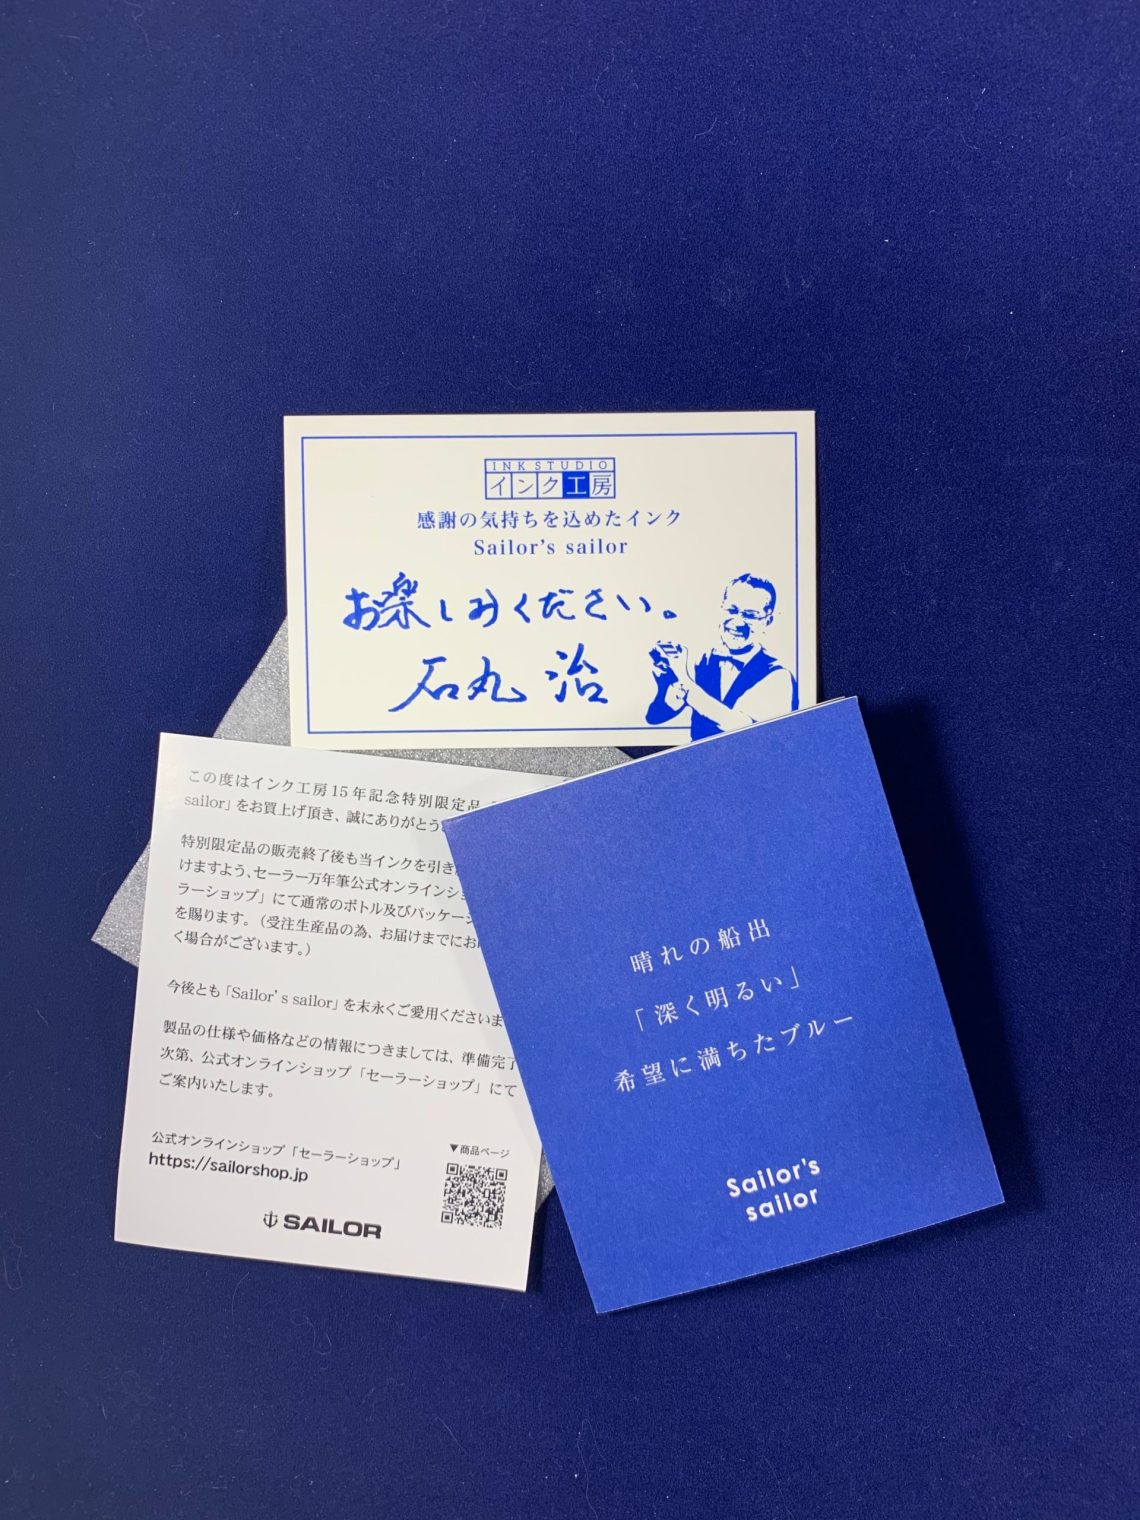 INK STUDIO
インク工房
感謝の気持ちを込めたインク
Sailor's sailor
お楽しみください。
石丸 治
この度はインク工房15年記念特別限定品
sailor」をお買上げ頂き、誠にありがとう
特別限定品の販売終了後も当インクを引き
けますよう、セーラー万年筆公式オンラインショ
ラーショップ」にて通常のボトル及びパッケージ
を賜ります。(受注生産品の為、お届けまでにお
く場合がございます。)
今後とも「Sailor's sailor」を末永くご愛用くださいま
製品の仕様や価格などの情報につきましては、準備完了
次第、公式オンラインショップ「セーラーショップ」にて
ご案内いたします。
公式オンラインショップ「セーラーショップ」
https://sailorshop.jp
▼商品ページ
SAILOR
晴れの船出
「深く明るい」
希望に満ちたブルー
Sailor's
sailor